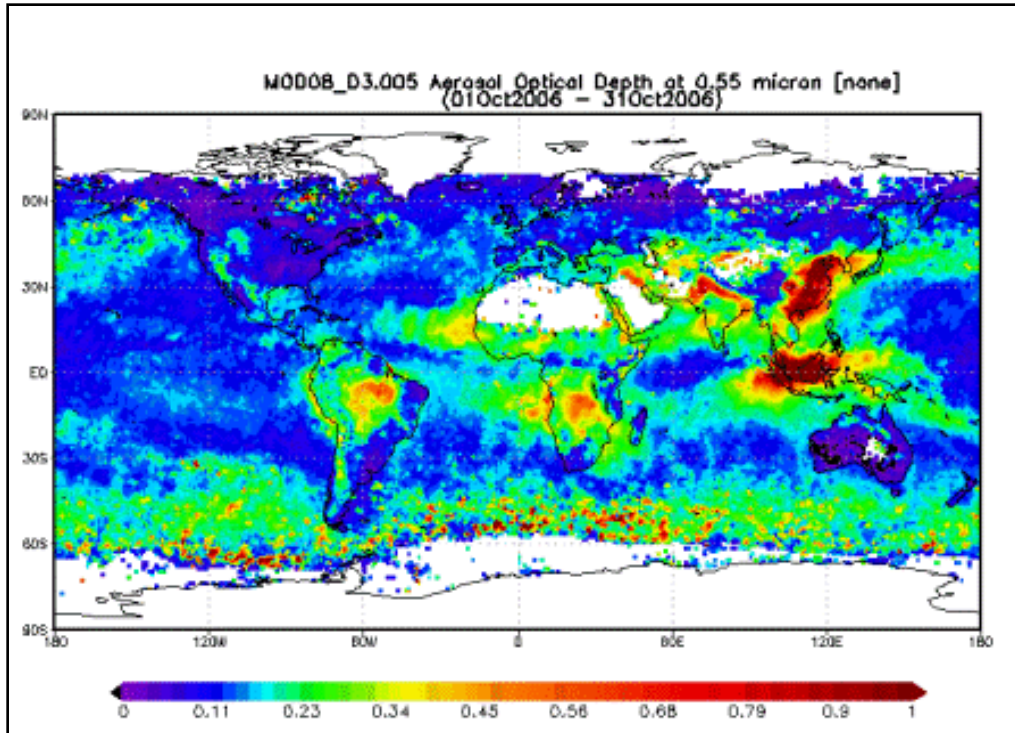 MOD08_D3.005 Aerosol Optical Depth at 0.55 micron [none]
(01Oct2006 - 31Oct2006)
90N
60N
30N
EQ
30S
60S
90S
180 120W 60W 0 60E 120E 180
0 0.11 0.23 0.34 0.45 0.56 0.68 0.79 0.9 1